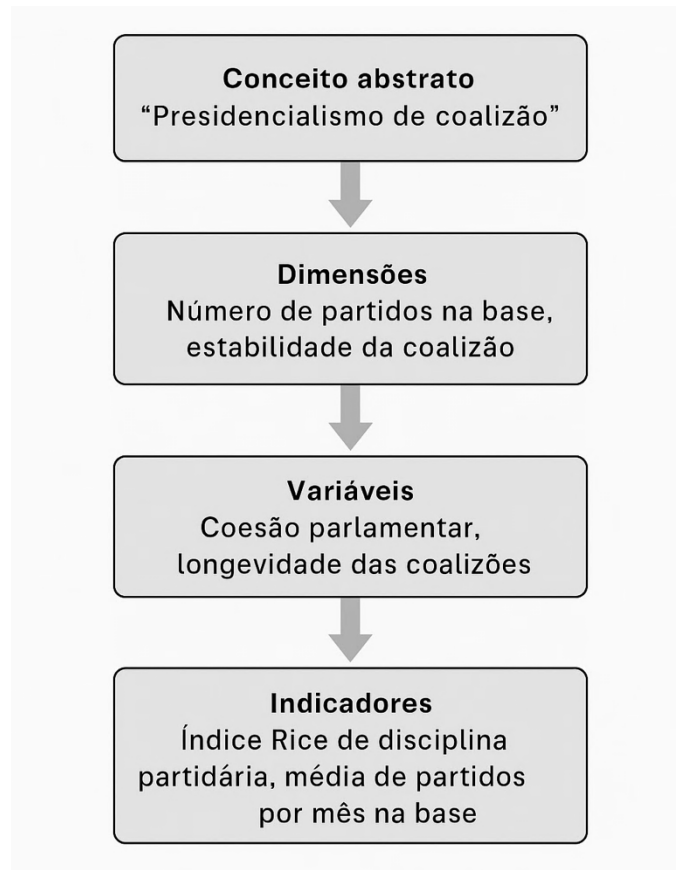 Conceito abstrato
“Presidencialismo de coalizão”
Dimensões
Número de partidos na base,
estabilidade da coalizão
Variáveis
Coesão parlamentar,
longevidade das coalizões
Indicadores
Índice Rice de disciplina
partidária, média de partidos
por mês na base